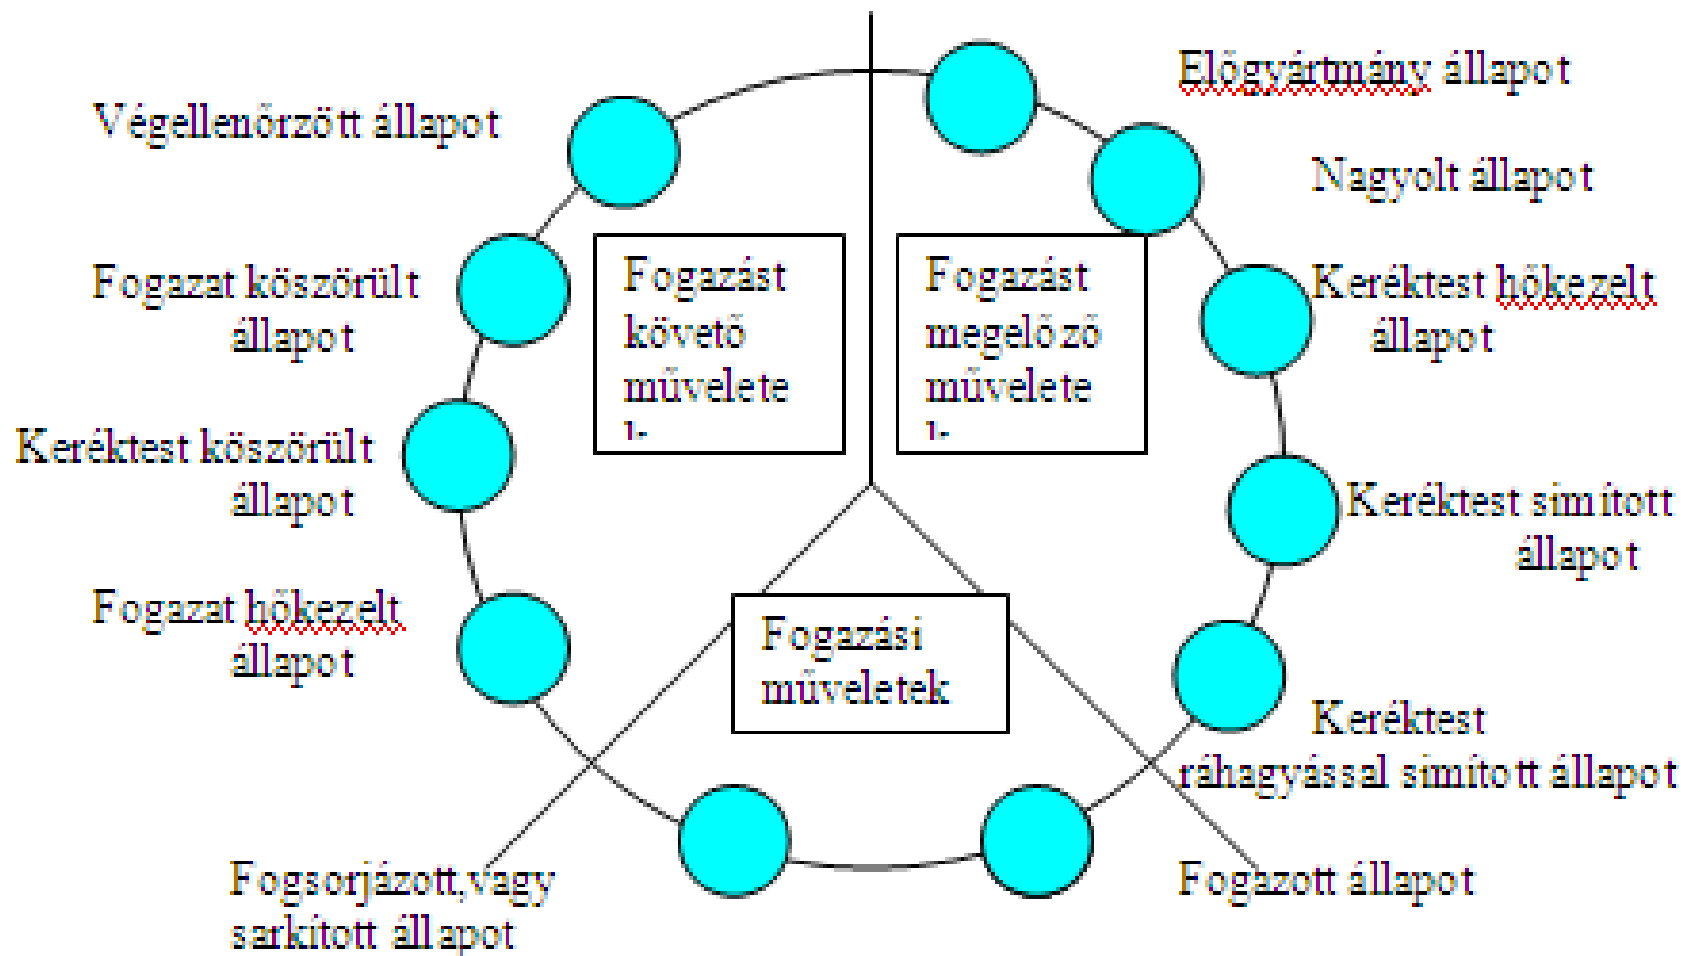 Előgyártmány állapot
Nagyolt állapot
Keréktest hőkezelt
állapot
Keréktest simított
állapot
Keréktest
ráhagyással simított állapot
Fogazott állapot
Fogsorjázott,vagy
sarkított állapot
Fogazat hőkezelt
állapot
Keréktest köszörült
állapot
Fogazat köszörült
állapot
Végellenőrzött állapot
Fogazást
követő
művelete
Fogazást
megelőző
művelete
Fogazási
műveletek